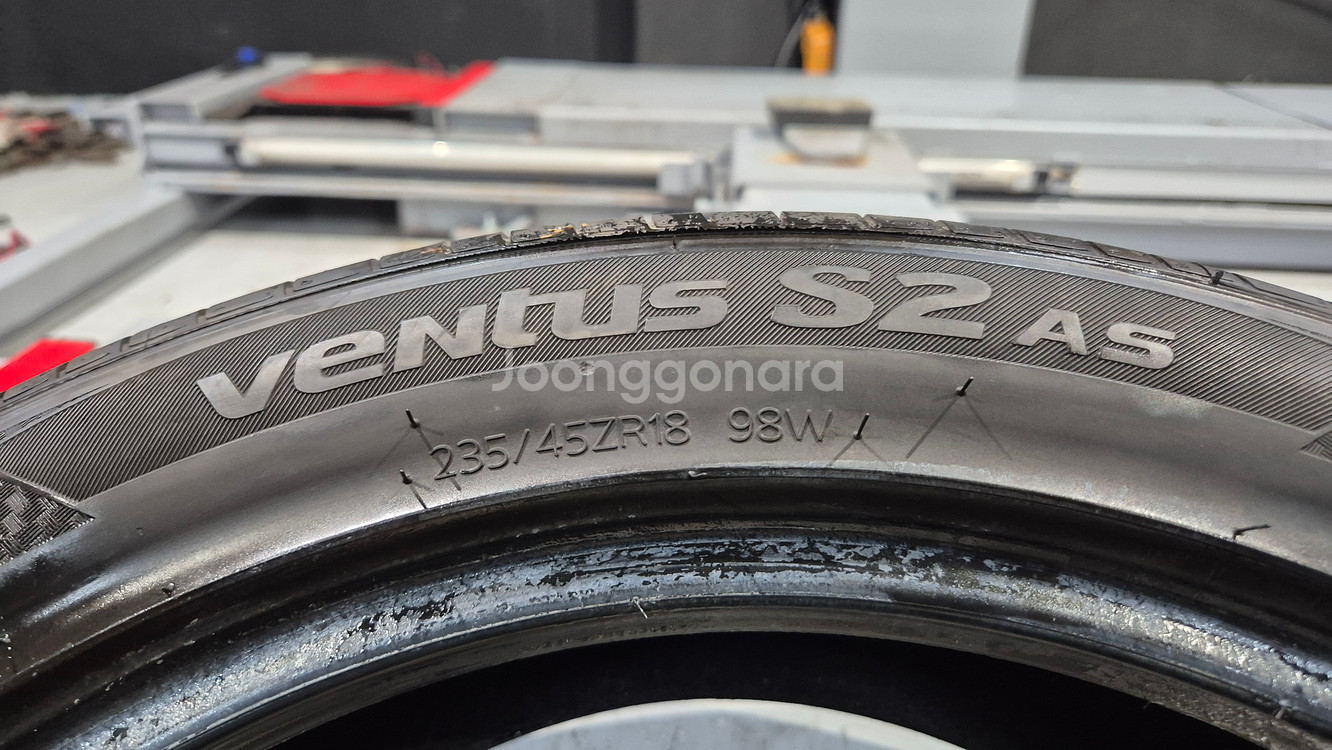 ventus S2 AS
Joonggonara
235/45ZR18 98W